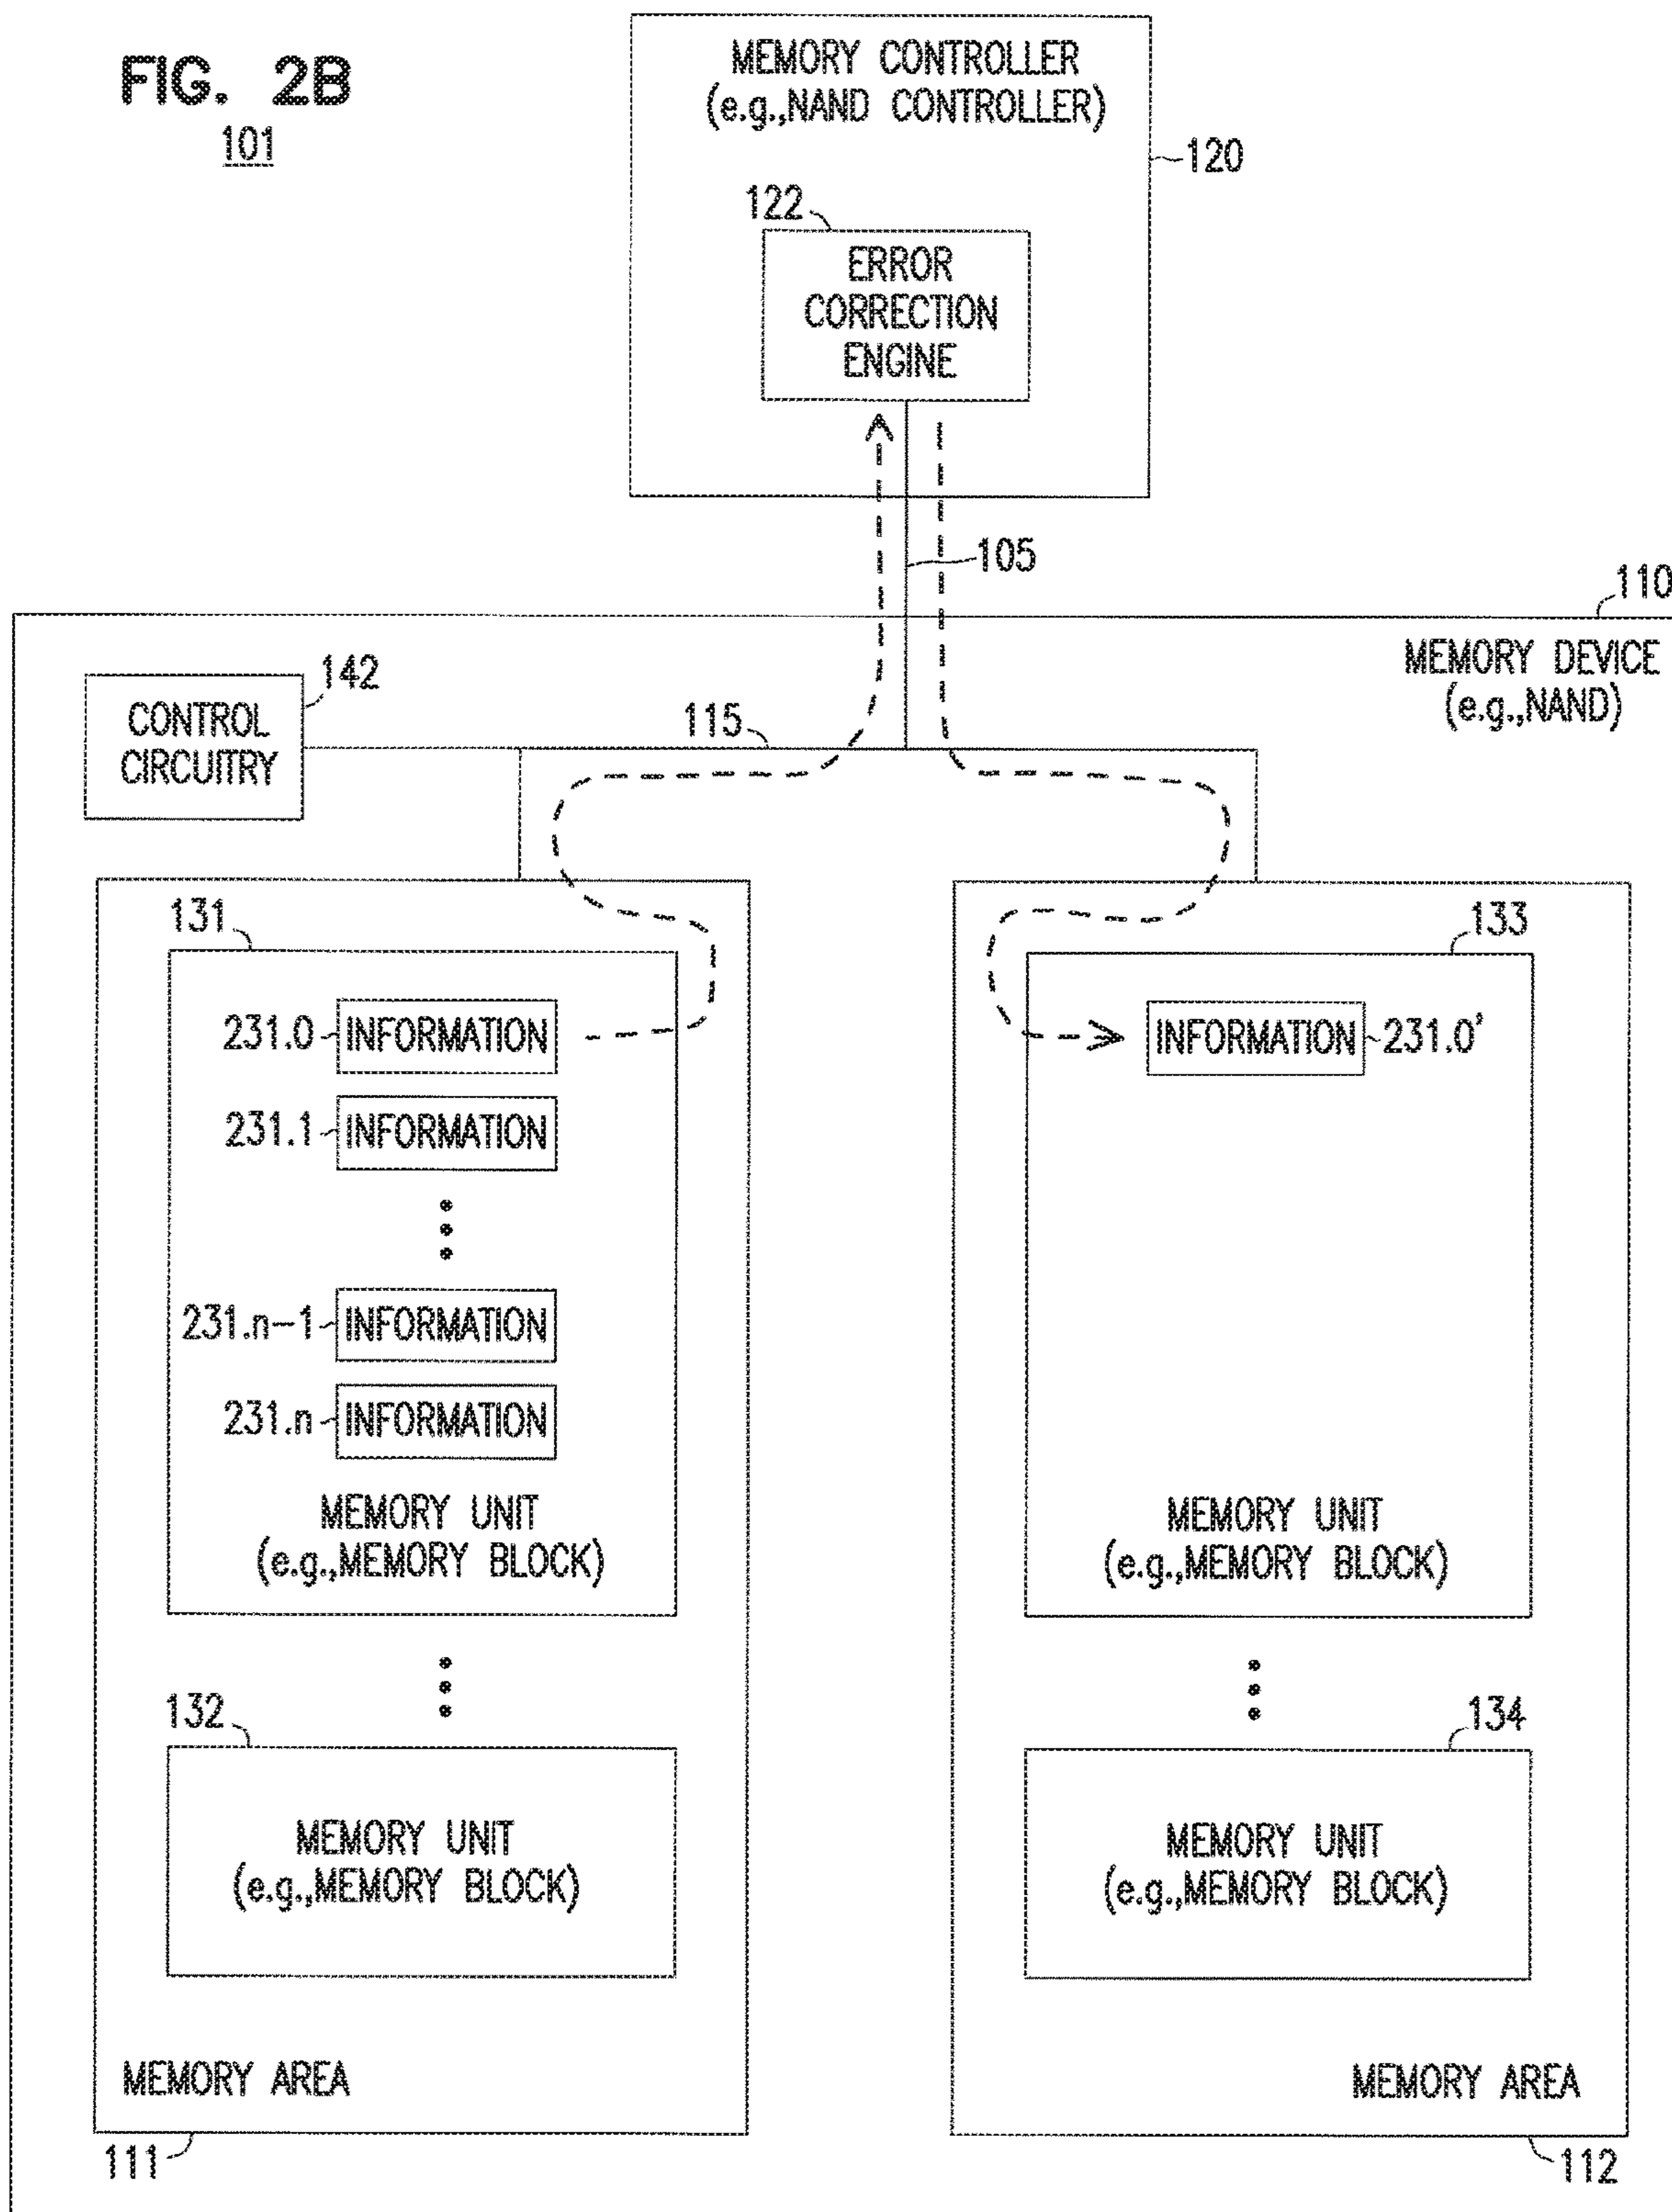 FIG. 2B
101
MEMORY CONTROLLER
(e.g.,NAND CONTROLLER)
120
122
ERROR
CORRECTION
ENGINE
105
110
MEMORY DEVICE
(e.g.,NAND)
142
CONTROL
CIRCUITRY
115
131
231.0 INFORMATION
231.1 INFORMATION
231.n-1 INFORMATION
231.n INFORMATION
MEMORY UNIT
(e.g.,MEMORY BLOCK)
132
MEMORY UNIT
(e.g.,MEMORY BLOCK)
MEMORY AREA
111
133
INFORMATION 231.0'
MEMORY UNIT
(e.g.,MEMORY BLOCK)
134
MEMORY UNIT
(e.g.,MEMORY BLOCK)
MEMORY AREA
112